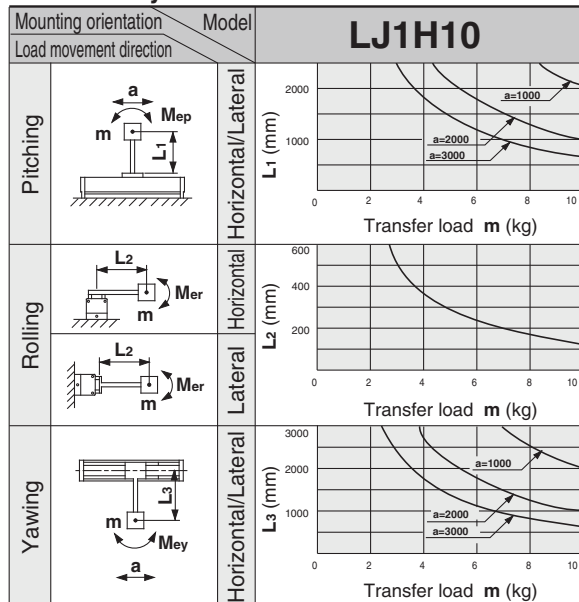 Mounting orientation Model
Load movement direction
LJ1H10
Pitching
a
Mep
m
L1
Horizontal/Lateral
L1 (mm)
2000
1000
a=1000
a=2000
a=3000
0 2 4 6 8 10
Transfer load m (kg)
Rolling
L2
Mer
m
Horizontal
L2
Mer
m
Lateral
L2 (mm)
600
400
200
0 2 4 6 8 10
Transfer load m (kg)
Yawing
L3
m
Mey
a
Horizontal/Lateral
L3 (mm)
3000
2000
1000
a=1000
a=2000
a=3000
0 2 4 6 8 10
Transfer load m (kg)